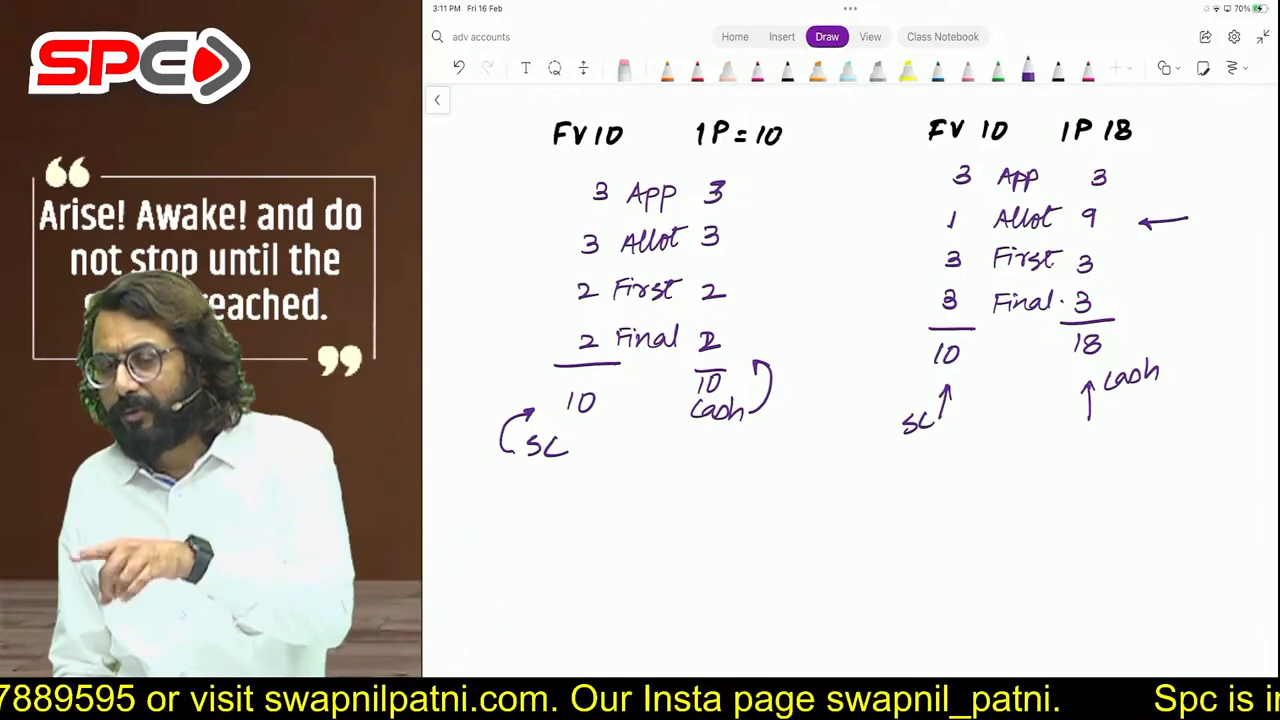 3:11 PM Fri 16 Feb
70%
adv accounts
Home Insert Draw View Class Notebook
SPC
Arise! Awake! and do
not stop until the
reached.
FV 10 IP = 10
3 App 3
3 Allot 3
2 First 2
2 Final 2
10 10
cash
SC
FV 10 IP 18
3 App 3
1 Allot 9
3 First 3
3 Final 3
10 18
SC cash
7889595 or visit swapnilpatni.com. Our Insta page swapnil_patni. Spc is i